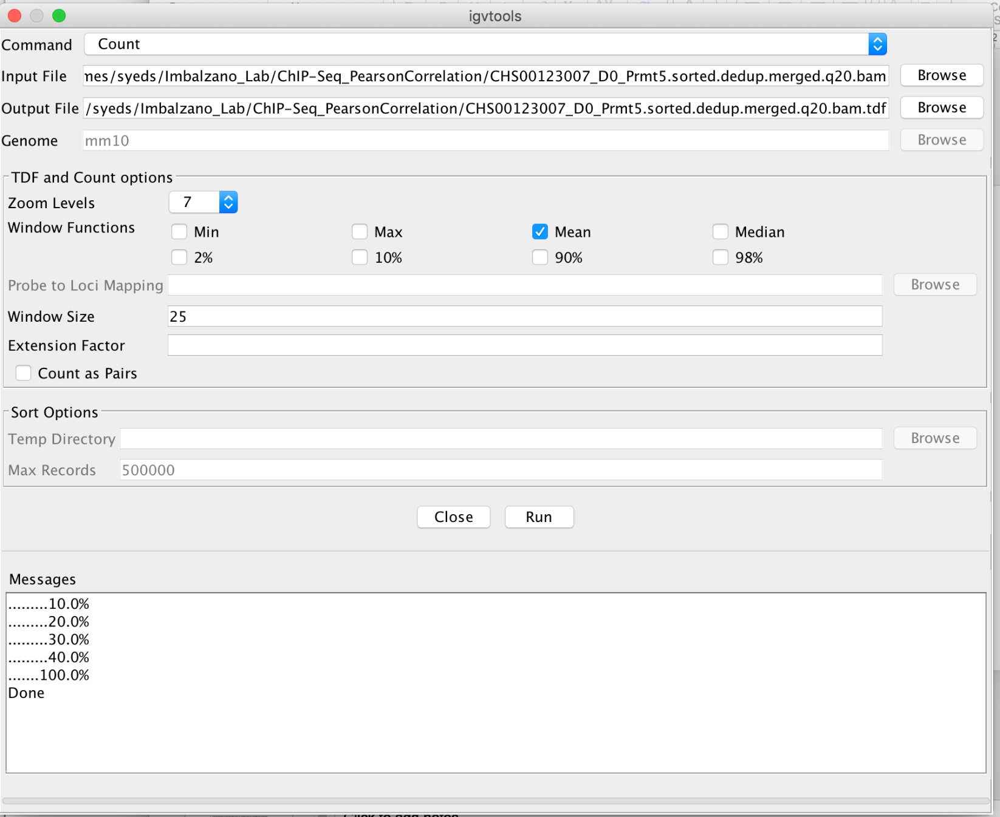 igvtools
Command Count
Input File mes/syeds/Imbalzano_Lab/ChIP-Seq_PearsonCorrelation/CHS00123007_D0_Prmt5.sorted.dedup.merged.q20.bam Browse
Output File /syeds/Imbalzano_Lab/ChIP-Seq_PearsonCorrelation/CHS00123007_D0_Prmt5.sorted.dedup.merged.q20.bam.tdf Browse
Genome mm10 Browse
TDF and Count options
Zoom Levels 7
Window Functions Min Max Mean Median
2% 10% 90% 98%
Probe to Loci Mapping Browse
Window Size 25
Extension Factor
Count as Pairs
Sort Options
Temp Directory Browse
Max Records 500000
Close Run
Messages
.........10.0%
.........20.0%
.........30.0%
.........40.0%
.......100.0%
Done